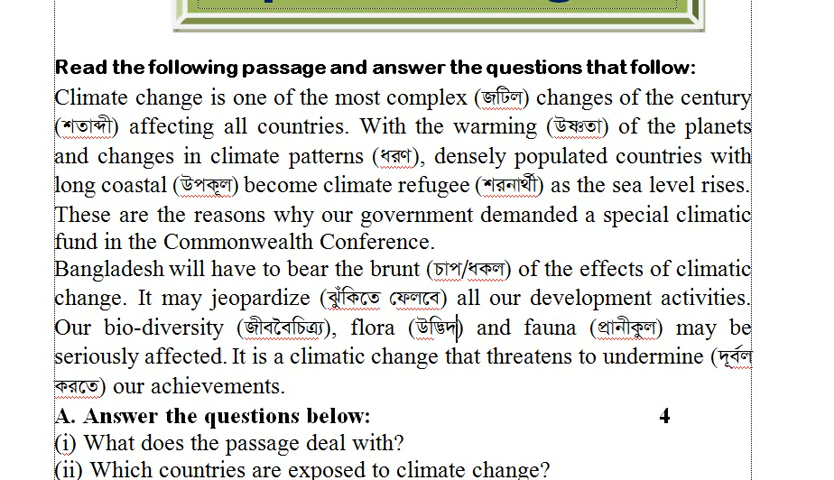 Read the following passage and answer the questions that follow:
Climate change is one of the most complex (জটিল) changes of the century
(শতাব্দী) affecting all countries. With the warming (উষ্ণতা) of the planets
and changes in climate patterns (ধরণ), densely populated countries with
long coastal (উপকূল) become climate refugee (শরনার্থী) as the sea level rises.
These are the reasons why our government demanded a special climatic
fund in the Commonwealth Conference.
Bangladesh will have to bear the brunt (চাপ/ধকল) of the effects of climatic
change. It may jeopardize (ঝুঁকিতে ফেলবে) all our development activities.
Our bio-diversity (জীববৈচিত্র্য), flora (উদ্ভিদ) and fauna (প্রানীকুল) may be
seriously affected. It is a climatic change that threatens to undermine (দূর্বল
করতে) our achievements.
A. Answer the questions below: 4
(i) What does the passage deal with?
(ii) Which countries are exposed to climate change?